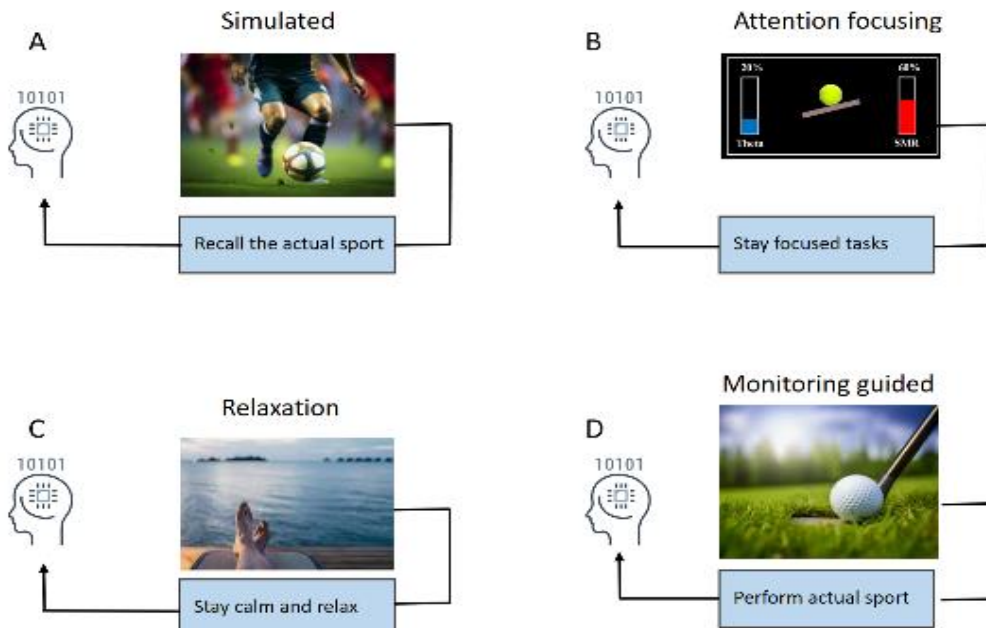 Simulated
A
10101
Recall the actual sport
Attention focusing
B
10101
20%
60%
Theta
SMR
Stay focused tasks
Relaxation
C
10101
Stay calm and relax
Monitoring guided
D
10101
Perform actual sport